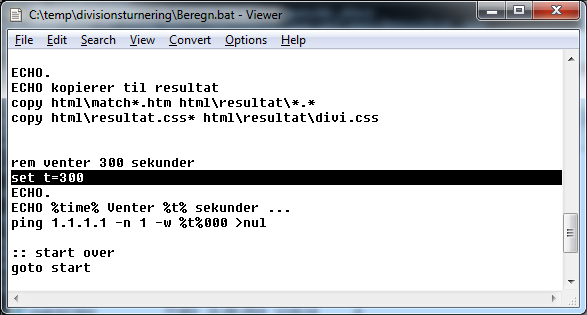 C:\temp\divisionsturnering\Beregn.bat - Viewer
File Edit Search View Convert Options Help
ECHO.
ECHO kopierer til resultat
copy html\match*.htm html\resultat\*.*
copy html\resultat.css* html\resultat\divi.css
rem venter 300 sekunder
set t=300
ECHO.
ECHO %time% Venter %t% sekunder ...
ping 1.1.1.1 -n 1 -w %t%000 >nul
:: start over
goto start